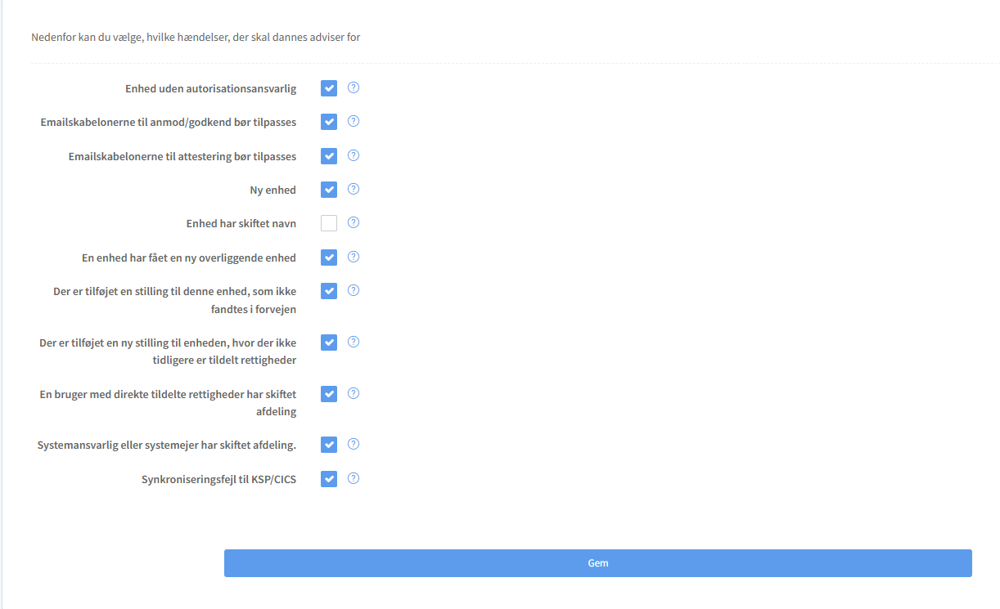 Nedenfor kan du vælge, hvilke hændelser, der skal dannes adviser for
Enhed uden autorisationsansvarlig
Emailskabelonerne til anmod/godkend bør tilpasses
Emailskabelonerne til attestering bør tilpasses
Ny enhed
Enhed har skiftet navn
En enhed har fået en ny overliggende enhed
Der er tilføjet en stilling til denne enhed, som ikke
fandtes i forvejen
Der er tilføjet en ny stilling til enheden, hvor der ikke
tidligere er tildelt rettigheder
En bruger med direkte tildelte rettigheder har skiftet
afdeling
Systemansvarlig eller systemejer har skiftet afdeling.
Synkroniseringsfejl til KSP/CICS
Gem